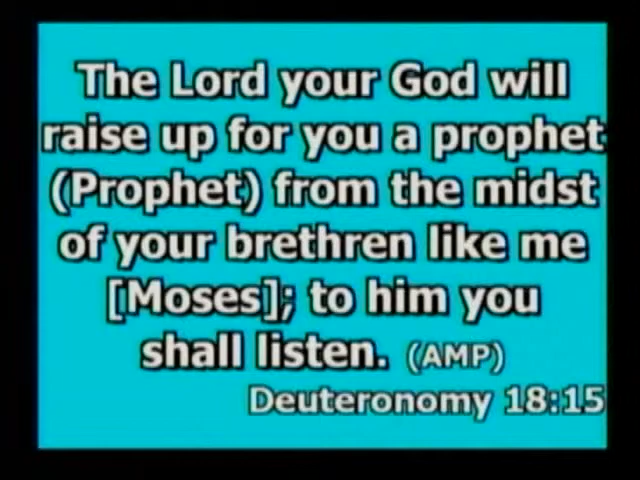 The Lord your God will
raise up for you a prophet
(Prophet) from the midst
of your brethren like me
[Moses]; to him you
shall listen. (AMP)
Deuteronomy 18:15